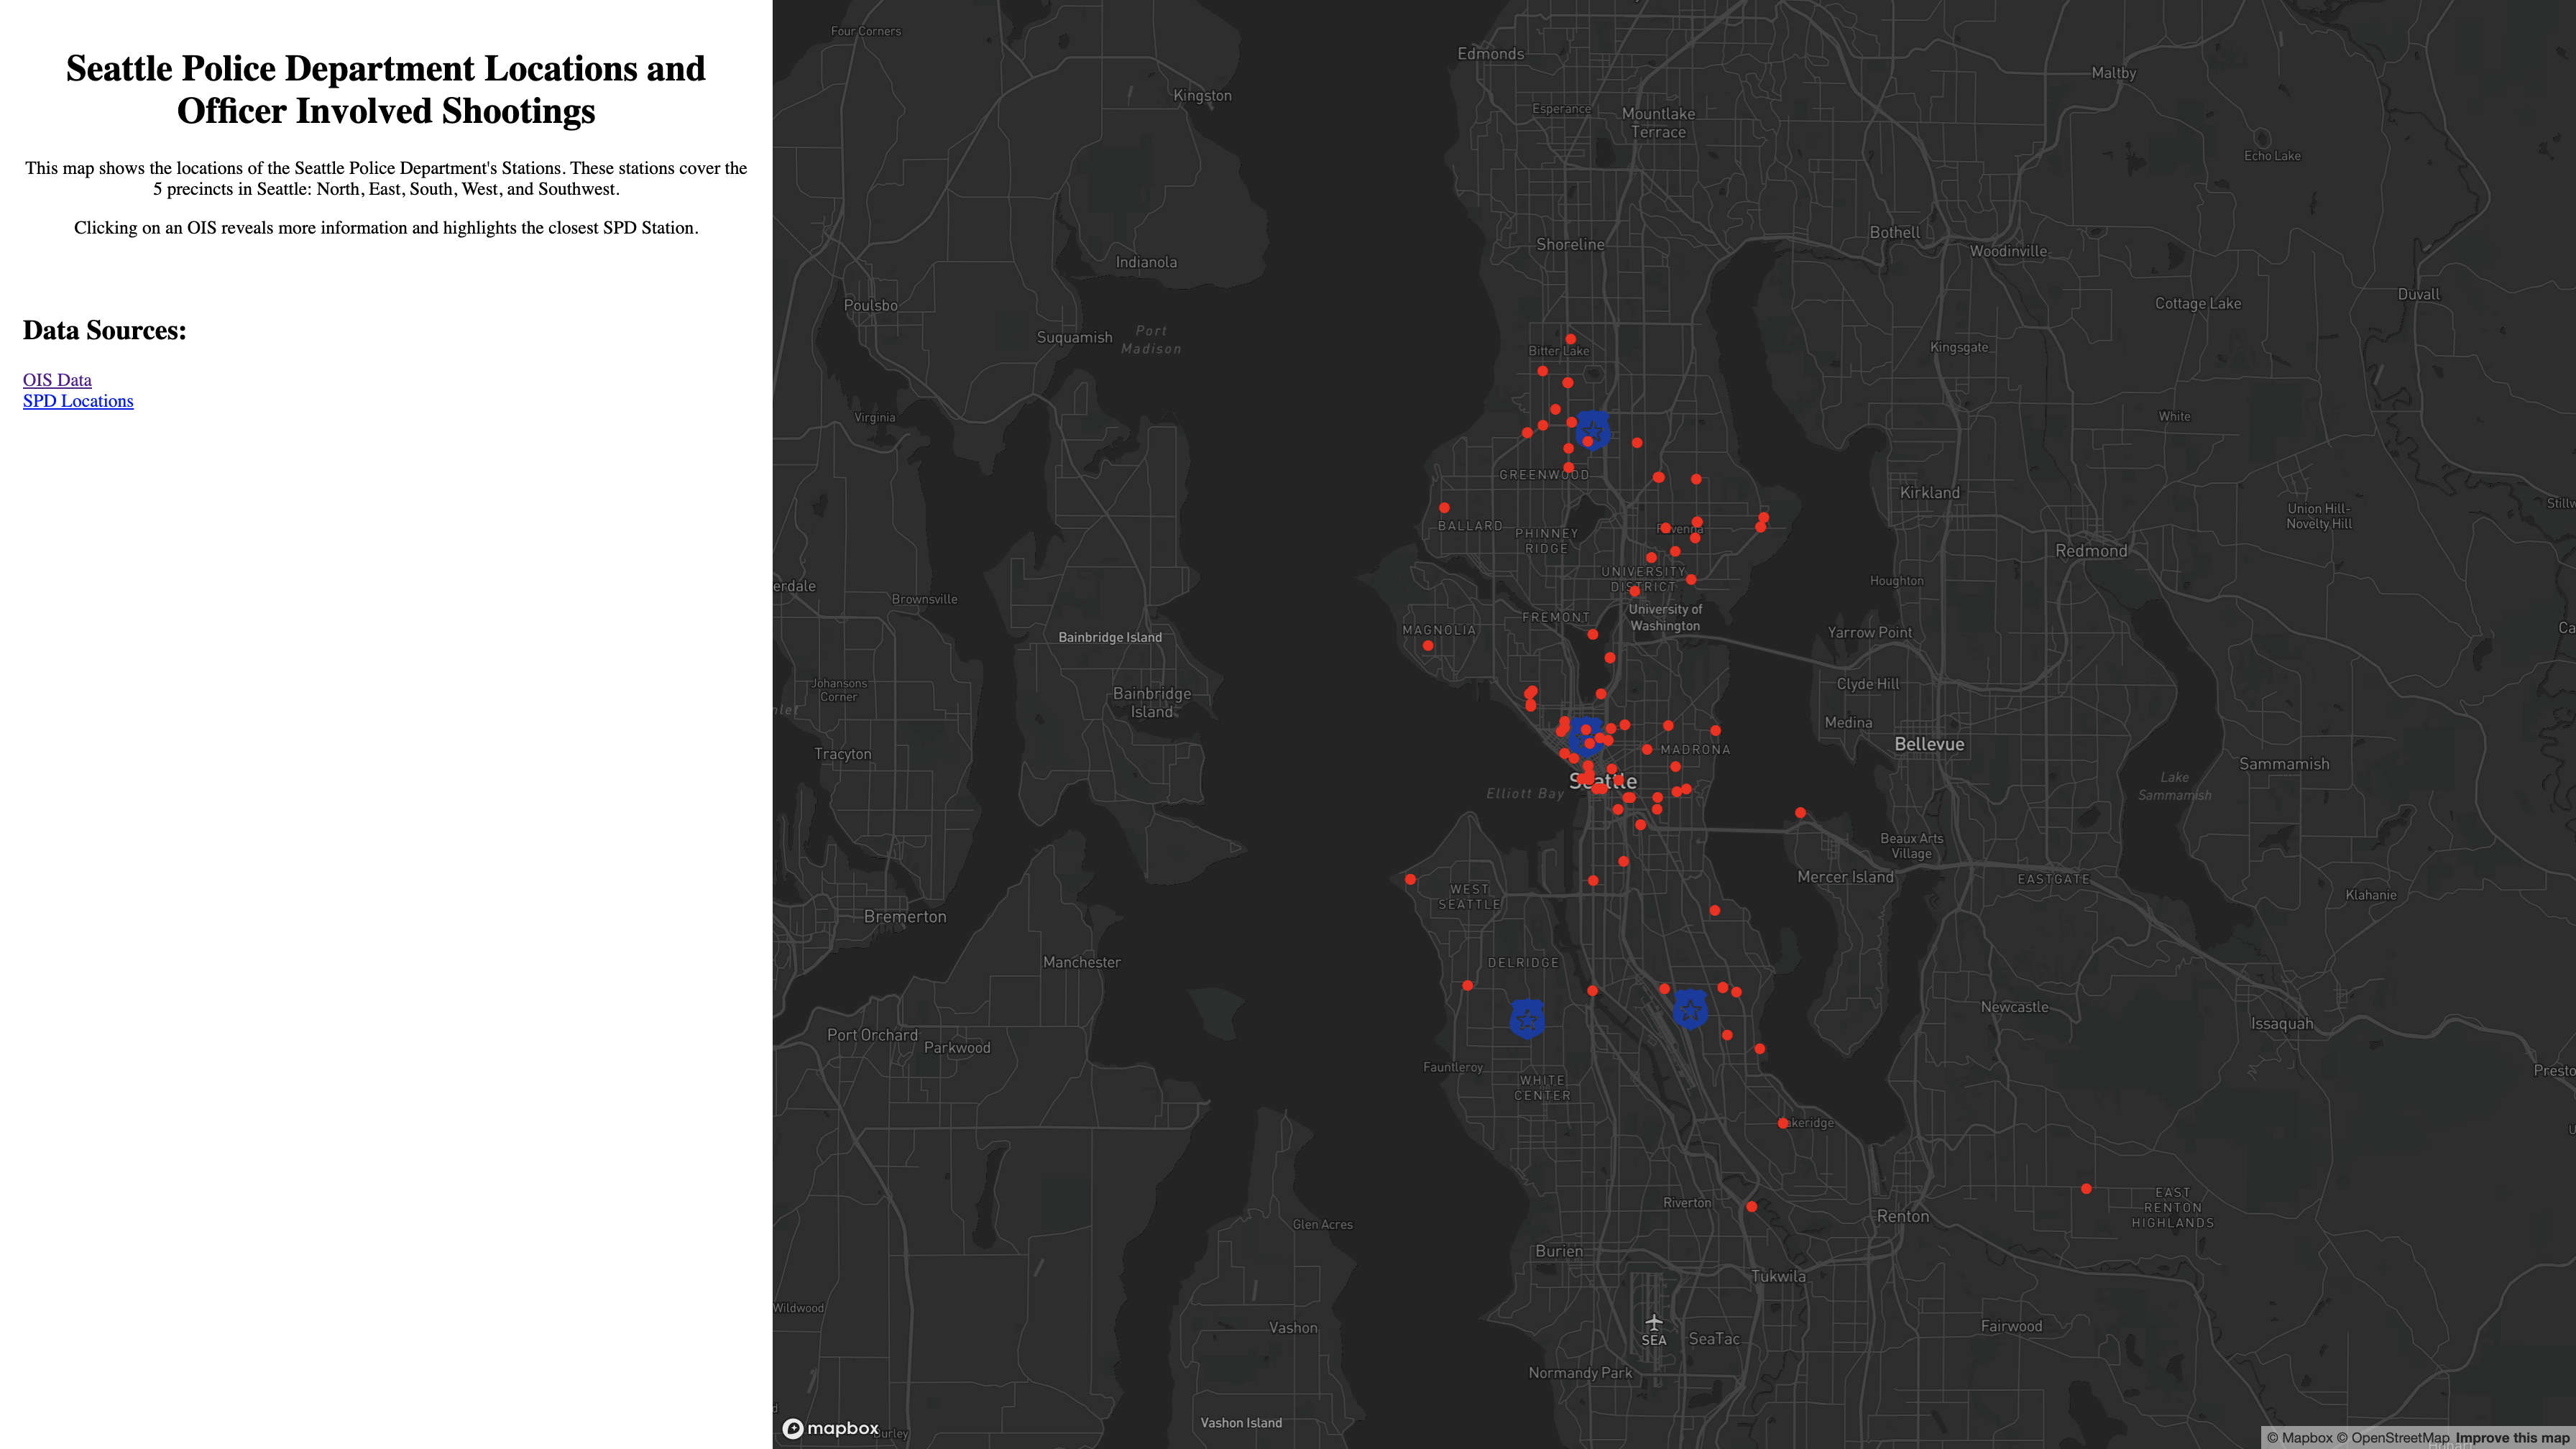 Seattle Police Department Locations and
Officer Involved Shootings
This map shows the locations of the Seattle Police Department's Stations. These stations cover the
5 precincts in Seattle: North, East, South, West, and Southwest.
Clicking on an OIS reveals more information and highlights the closest SPD Station.
Data Sources:
OIS Data
SPD Locations
Four Corners
Edmonds
Maltby
Kingston
Esperance
Mountlake
Terrace
Echo Lake
Bothell
Shoreline
Woodinville
Indianola
Duvall
Poulsbo
Cottage Lake
Suquamish
Port
Madison
Bitter Lake
Kingsgate
Virginia
White
GREENWOOD
Kirkland
Union Hill-
Novelty Hill
BALLARD
PHINNEY
RIDGE
Redmond
UNIVERSITY
DISTRICT
Houghton
erdale
Brownsville
University of
Washington
FREMONT
MAGNOLIA
Yarrow Point
Bainbridge Island
Johansons
Corner
Bainbridge
Island
Clyde Hill
Medina
Bellevue
MADRONA
Tracyton
Sammamish
Seattle
Elliott Bay
Lake
Sammamish
Beaux Arts
Village
Mercer Island
EASTGATE
WEST
SEATTLE
Klahanie
Bremerton
Manchester
DELRIDGE
Newcastle
Issaquah
Port Orchard
Parkwood
Fauntleroy
WHITE
CENTER
Presto
akeridge
Riverton
EAST
RENTON
HIGHLANDS
Renton
Glen Acres
Burien
Tukwila
Wildwood
Vashon
SEA
SeaTac
Fairwood
Normandy Park
Vashon Island
mapbox
© Mapbox © OpenStreetMap Improve this map